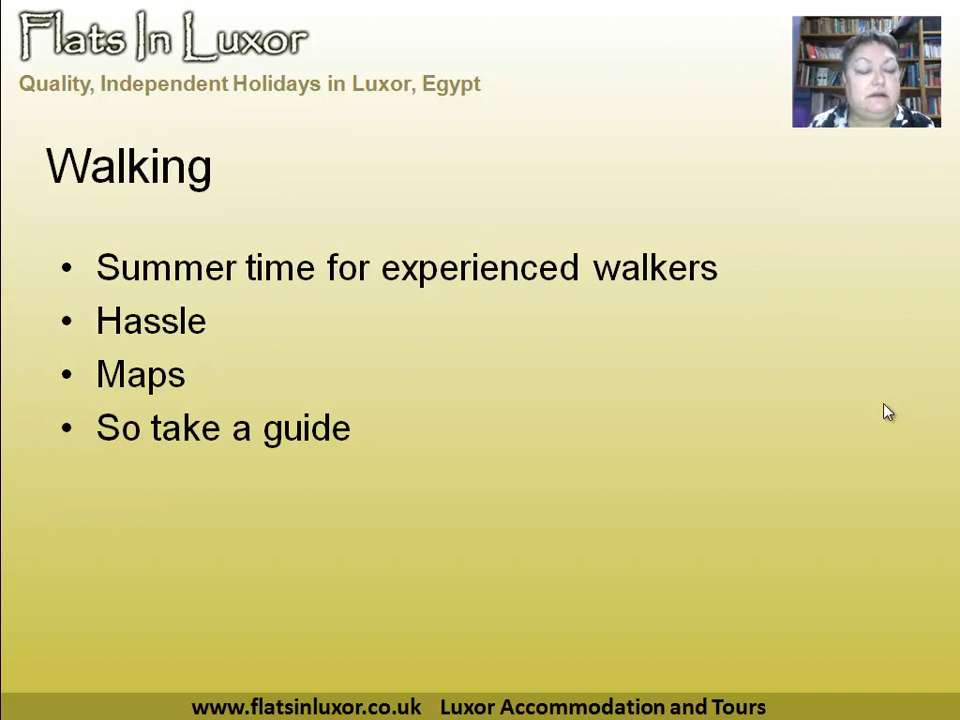 Flats In Luxor
Quality, Independent Holidays in Luxor, Egypt
Walking
• Summer time for experienced walkers
• Hassle
• Maps
• So take a guide
www.flatsinluxor.co.uk Luxor Accommodation and Tours